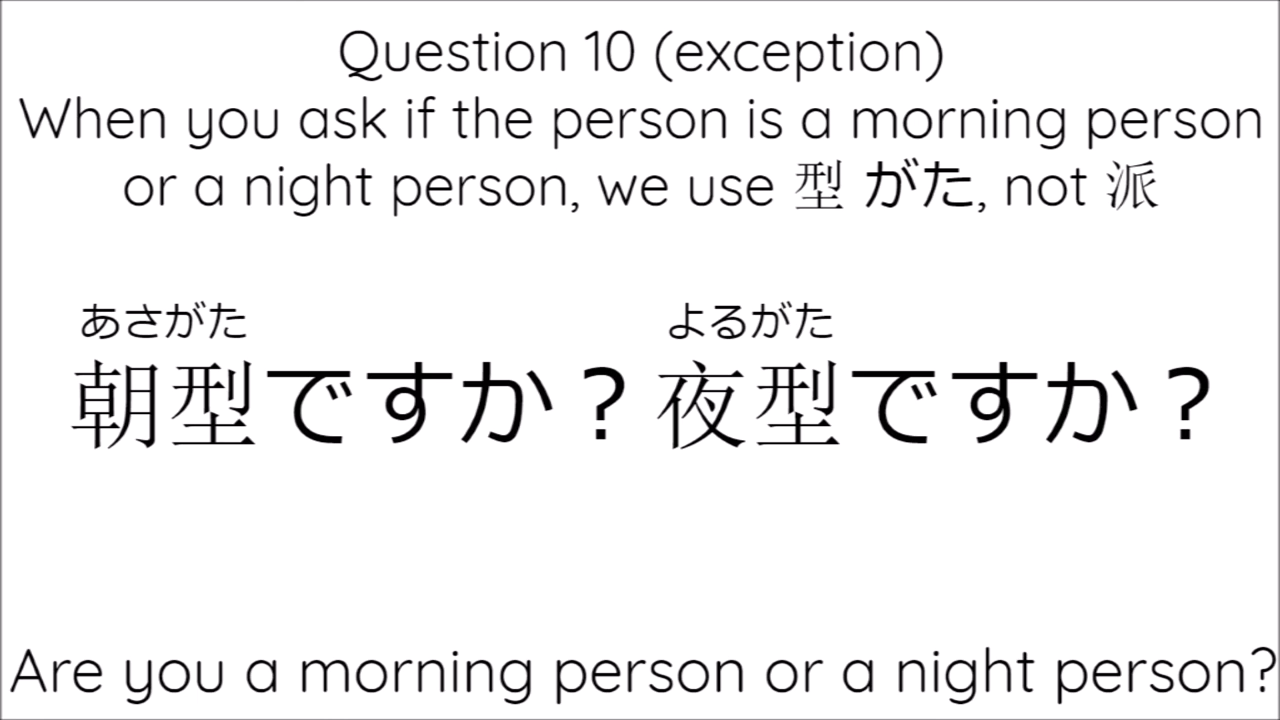 Question 10 (exception)
When you ask if the person is a morning person
or a night person, we use 型 がた, not 派
あさがた よるがた
朝型ですか？夜型ですか？
Are you a morning person or a night person?